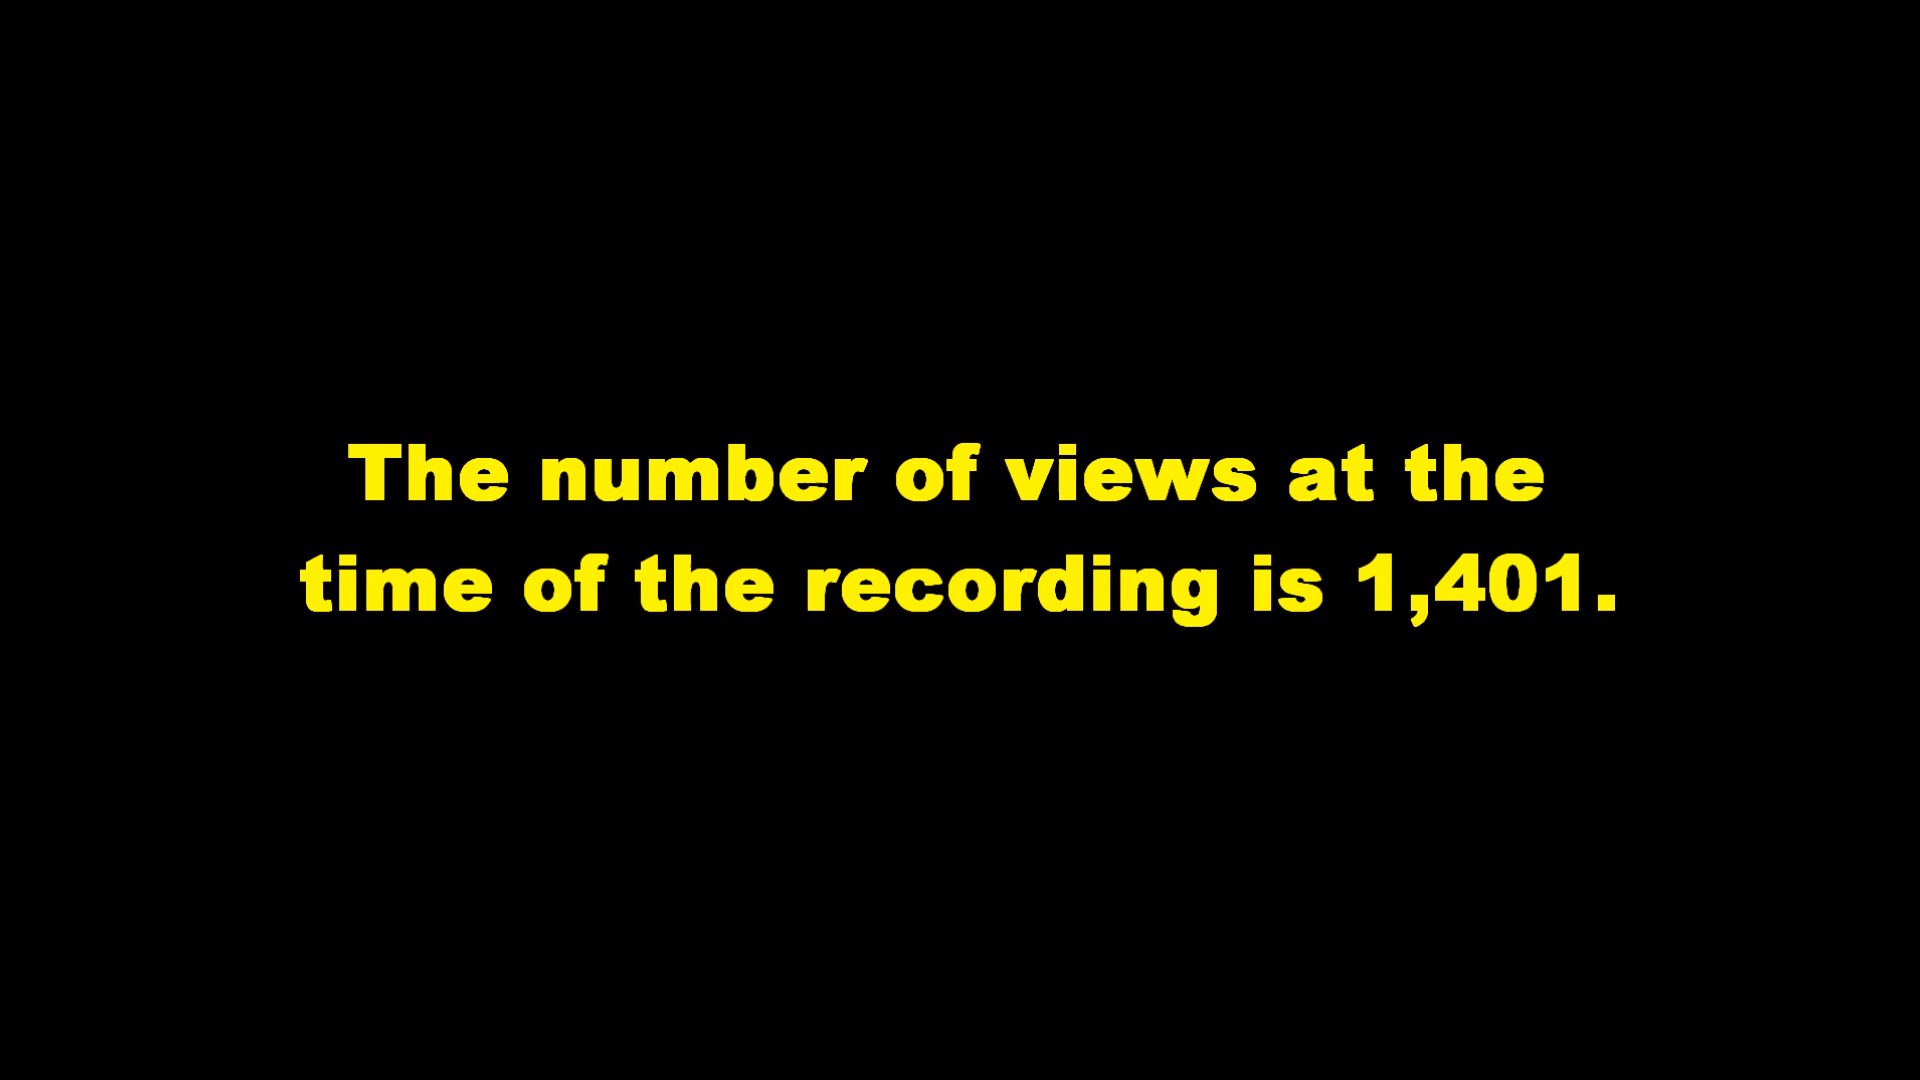 The number of views at the
time of the recording is 1,401.